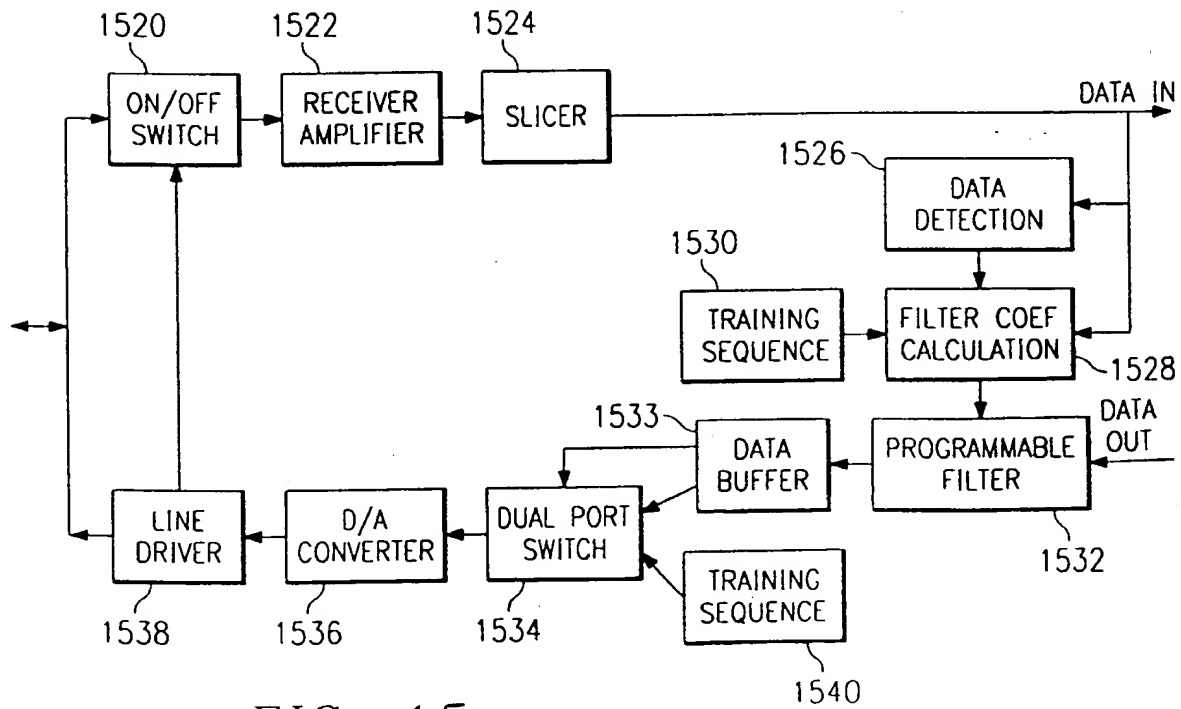 1520
1522
1524
ON/OFF
SWITCH
RECEIVER
AMPLIFIER
SLICER
DATA IN
1526
DATA
DETECTION
1530
TRAINING
SEQUENCE
FILTER COEF
CALCULATION
1528
1533
DATA
BUFFER
PROGRAMMABLE
FILTER
DATA
OUT
1532
LINE
DRIVER
D/A
CONVERTER
DUAL PORT
SWITCH
TRAINING
SEQUENCE
1538
1536
1534
1540